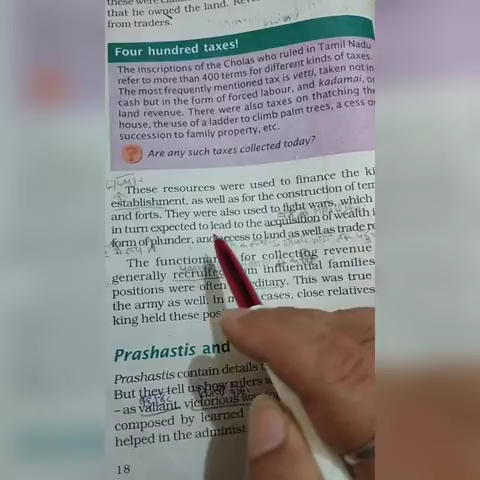 that he owned the land.
from traders.
Four hundred taxes!
The inscriptions of the Cholas who ruled in Tamil Nadu
refer to more than 400 terms for different kinds of taxes.
The most frequently mentioned tax is vetti, taken not in
cash but in the form of forced labour, and kadamai, or
land revenue. There were also taxes on thatching the
house, the use of a ladder to climb palm trees, a cess on
succession to family property, etc.
? Are any such taxes collected today?
These resources were used to finance the ki
establishment, as well as for the construction of tem
and forts. They were also used to fight wars, which
in turn expected to lead to the acquisition of wealth i
form of plunder, and access to land as well as trade ro
The functionar for collecting revenue
generally recruited from influential families
positions were often hereditary. This was true
the army as well. In m cases, close relatives
king held these pos
Prashastis and
Prashastis contain details
But they tell us how rulers w
– as valiant, victorious wa
composed by learned
helped in the administ
18